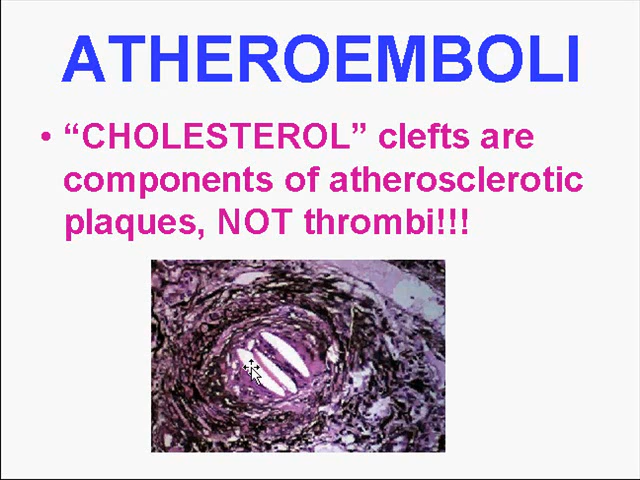 ATHEROEMBOLI
• “CHOLESTEROL” clefts are
components of atherosclerotic
plaques, NOT thrombi!!!